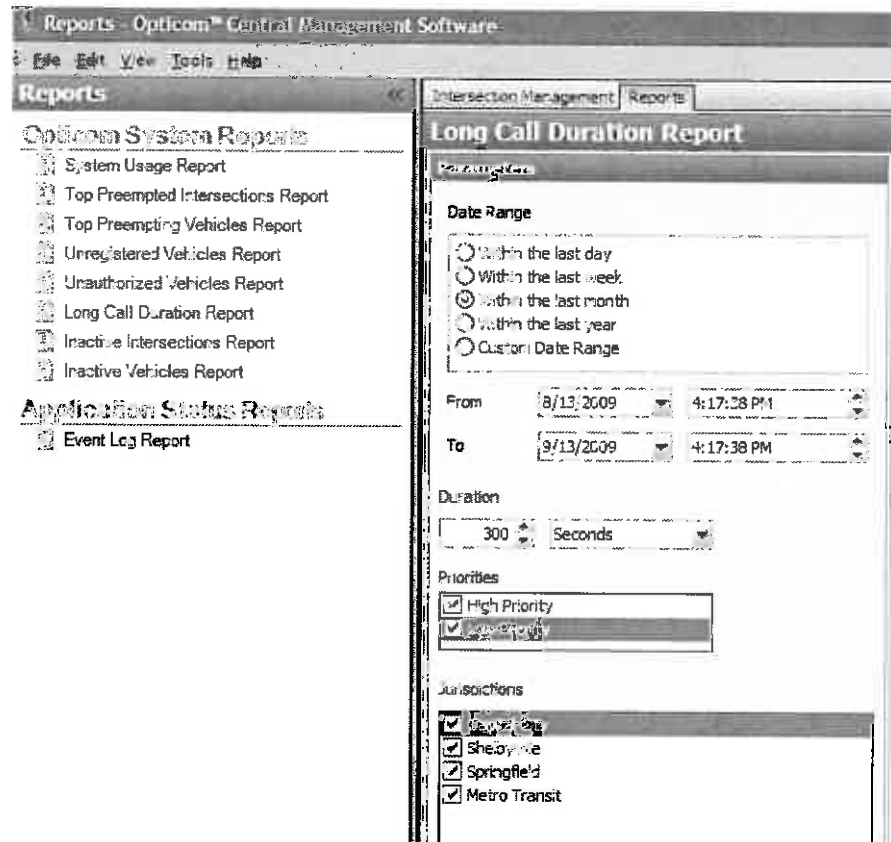 Reports - Opticom™ Central Management Software
File Edit View Tools Help
Reports «
Opticom System Reports
System Usage Report
Top Preempted Intersections Report
Top Preempting Vehicles Report
Unregistered Vehicles Report
Unauthorized Vehicles Report
Long Call Duration Report
Inactive Intersections Report
Inactive Vehicles Report
Application Status Reports
Event Log Report
Intersection Management Reports
Long Call Duration Report
Date Range
Within the last day
Within the last week
Within the last month
Within the last year
Custom Date Range
From 8/13/2009 4:17:38 PM
To 9/13/2009 4:17:38 PM
Duration
300 Seconds
Priorities
High Priority
Jurisdictions
Shelbyville
Springfield
Metro Transit